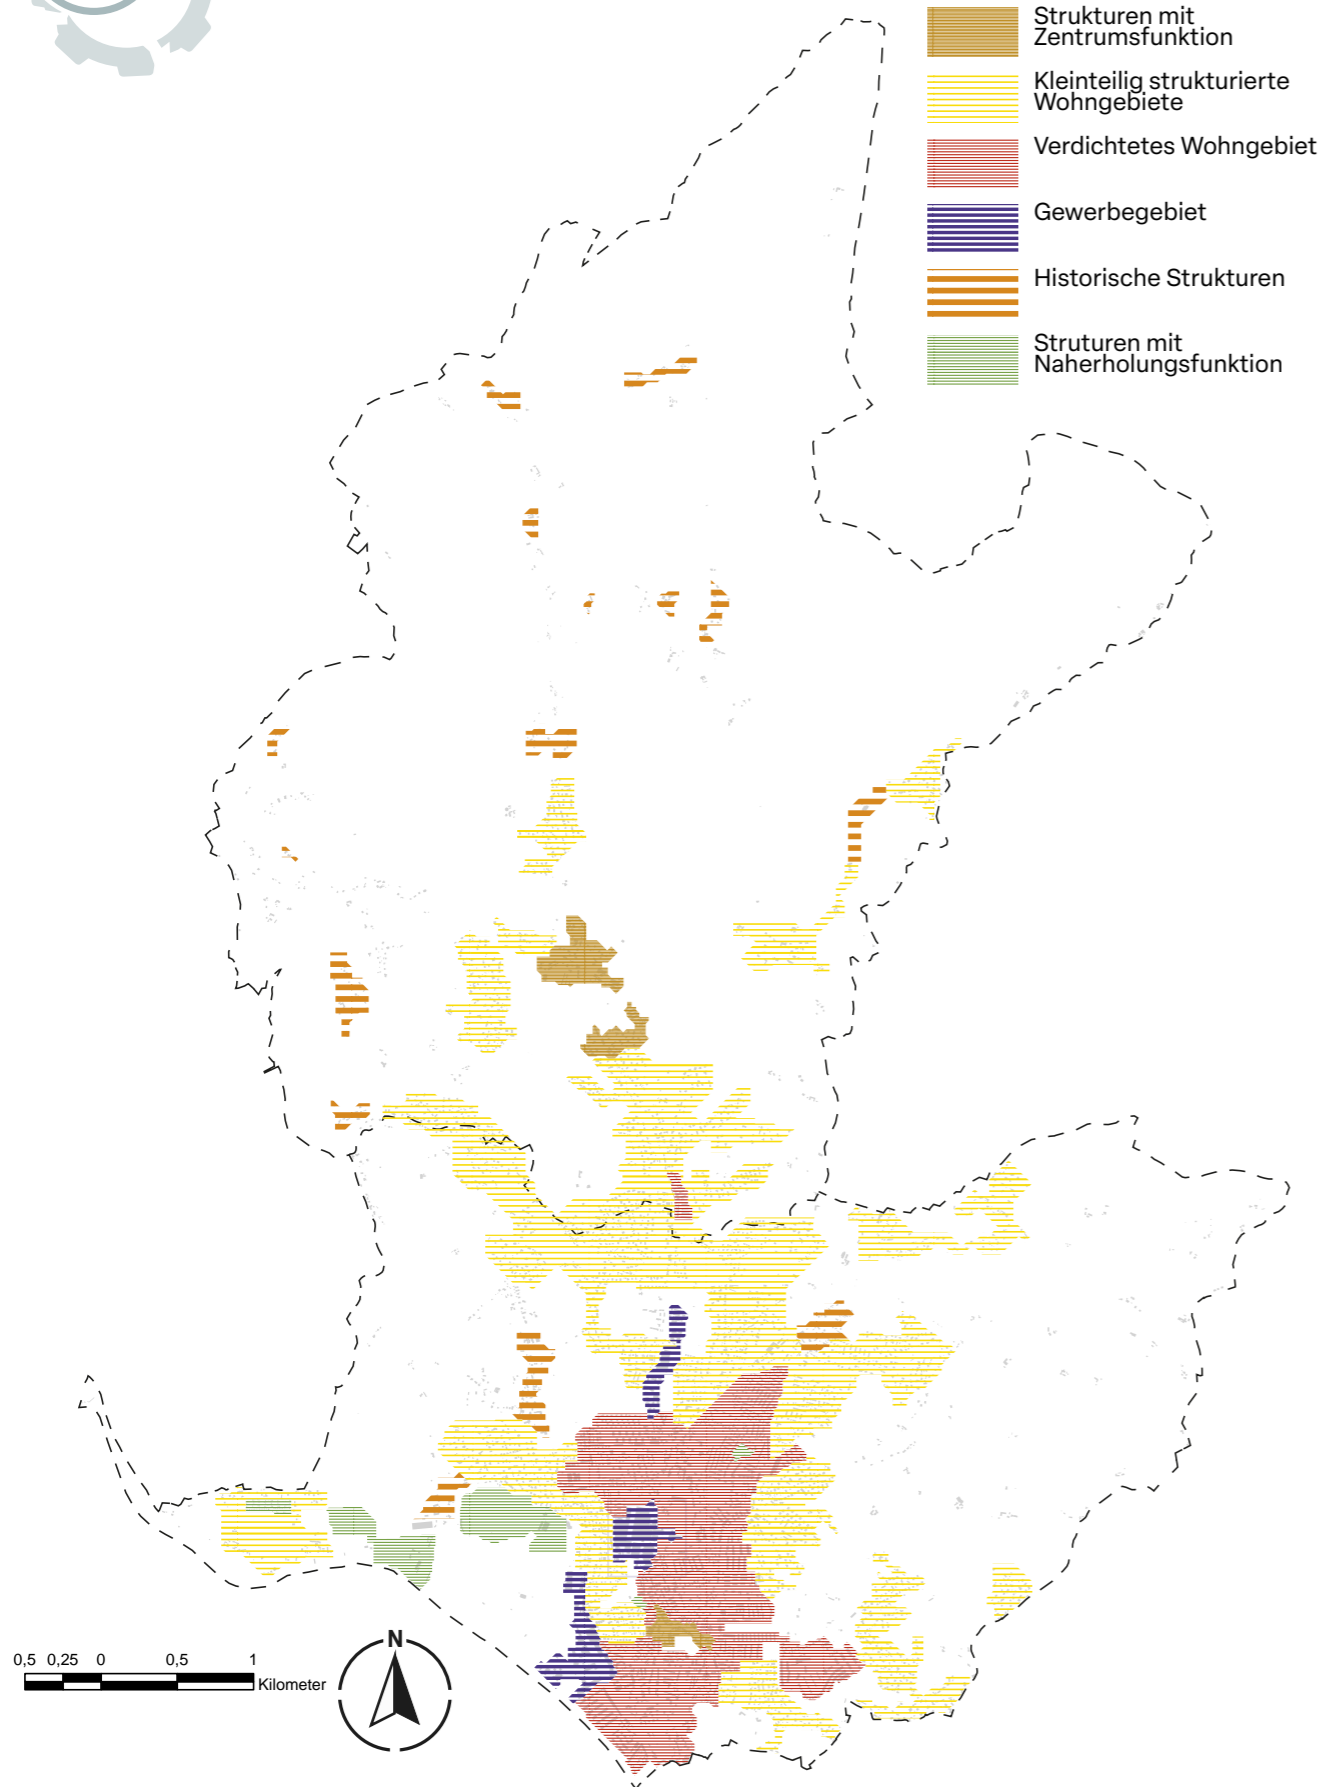 Strukturen mit
Zentrumsfunktion
Kleinteilig strukturierte
Wohngebiete
Verdichtetes Wohngebiet
Gewerbegebiet
Historische Strukturen
Struturen mit
Naherholungsfunktion
N
0,5 0,25 0 0,5 1
Kilometer